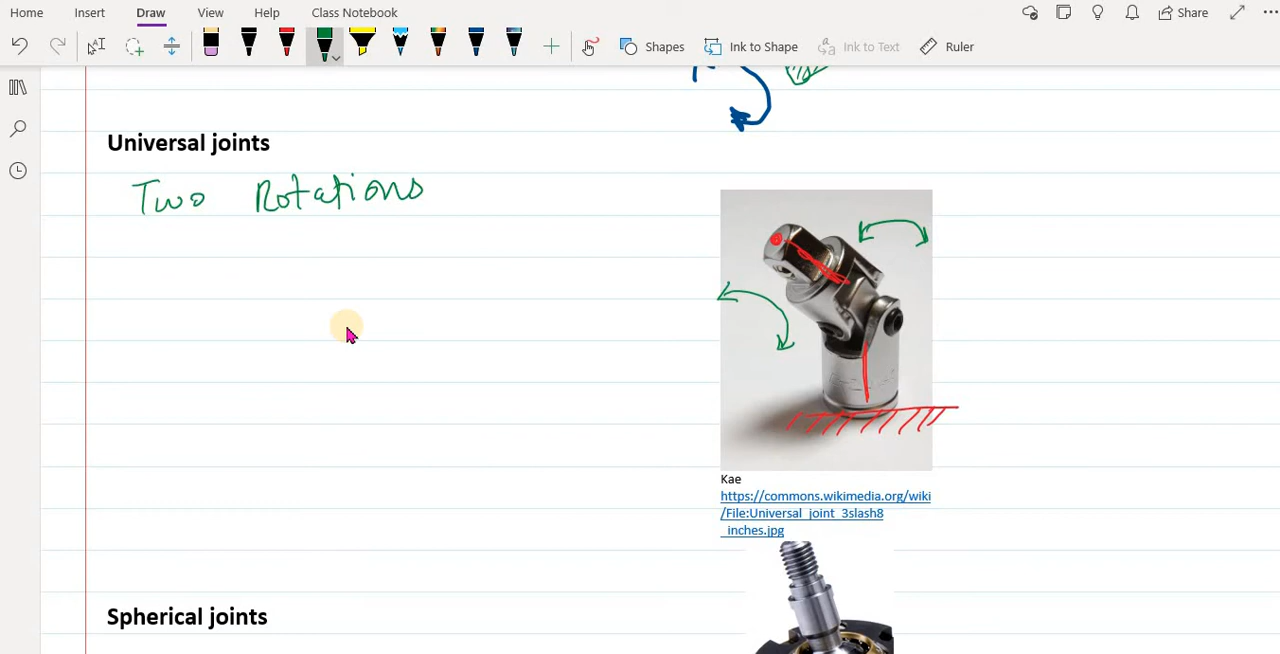 Home Insert Draw View Help Class Notebook Share
Shapes Ink to Shape Ink to Text Ruler
Universal joints
Two Rotations
Kae
https://commons.wikimedia.org/wiki
/File:Universal_joint_3slash8
_inches.jpg
Spherical joints